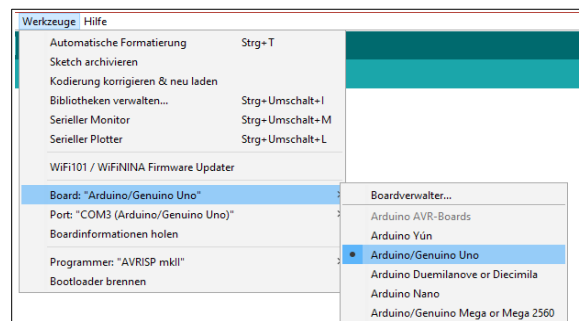 Werkzeuge Hilfe
Automatische Formatierung Strg+T
Sketch archivieren
Kodierung korrigieren & neu laden
Bibliotheken verwalten... Strg+Umschalt+I
Serieller Monitor Strg+Umschalt+M
Serieller Plotter Strg+Umschalt+L
WiFi101 / WiFiNINA Firmware Updater
Board: "Arduino/Genuino Uno"
Port: "COM3 (Arduino/Genuino Uno)"
Boardinformationen holen
Programmer: "AVRISP mkII"
Bootloader brennen
Boardverwalter...
Arduino AVR-Boards
Arduino Yún
Arduino/Genuino Uno
Arduino Duemilanove or Diecimila
Arduino Nano
Arduino/Genuino Mega or Mega 2560